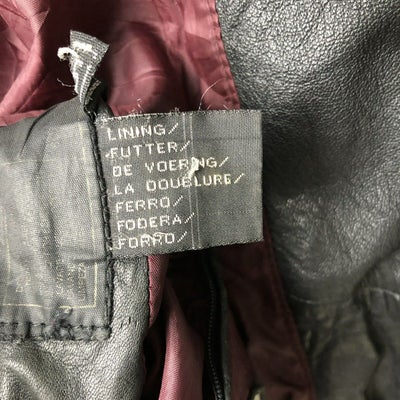 LINING/
FUTTER/
DE VOERING/
LA DOUBLURE/
FERRO/
FODERA/
FORRO/